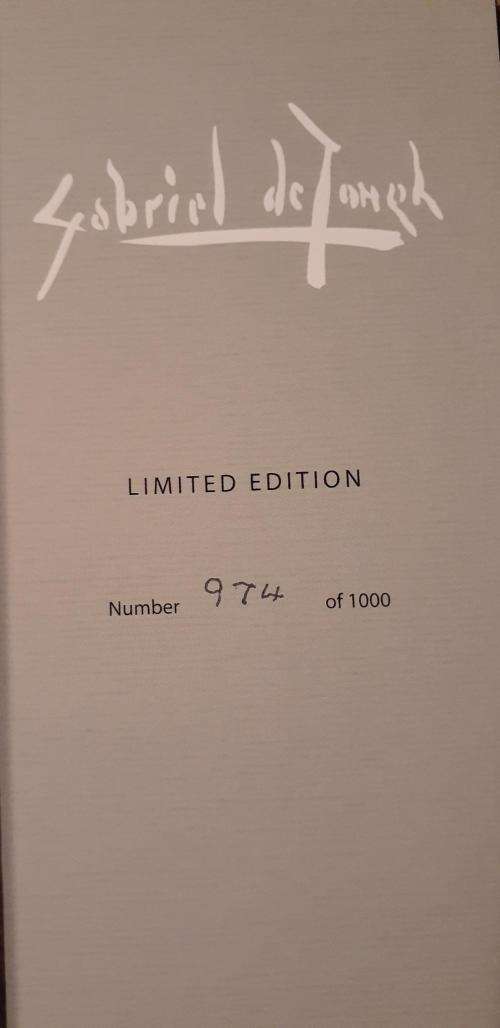 Gabriel de Jongh
LIMITED EDITION
Number 974 of 1000